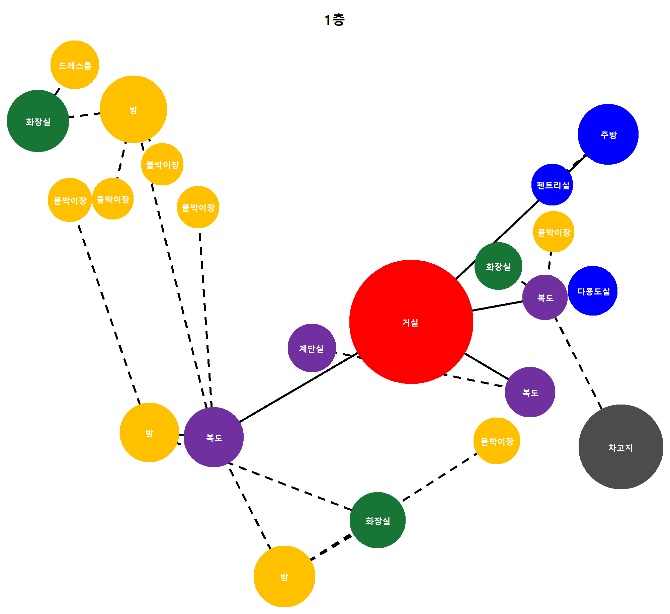 1층
드레스룸
방
화장실
주방
붙박이장
펜트리실
붙박이장
붙박이장
붙박이장
붙박이장
화장실
다용도실
복도
거실
계단실
복도
방
복도
붙박이장
차고지
화장실
방